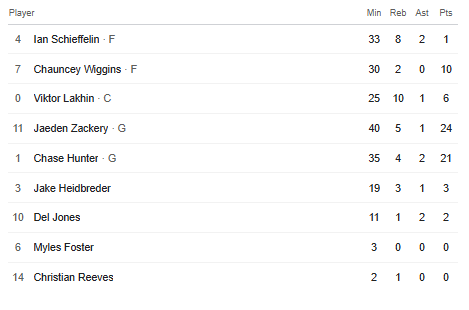 Player Min Reb Ast Pts
4 Ian Schieffelin · F 33 8 2 1
7 Chauncey Wiggins · F 30 2 0 10
0 Viktor Lakhin · C 25 10 1 6
11 Jaeden Zackery · G 40 5 1 24
1 Chase Hunter · G 35 4 2 21
3 Jake Heidbreder 19 3 1 3
10 Del Jones 11 1 2 2
6 Myles Foster 3 0 0 0
14 Christian Reeves 2 1 0 0